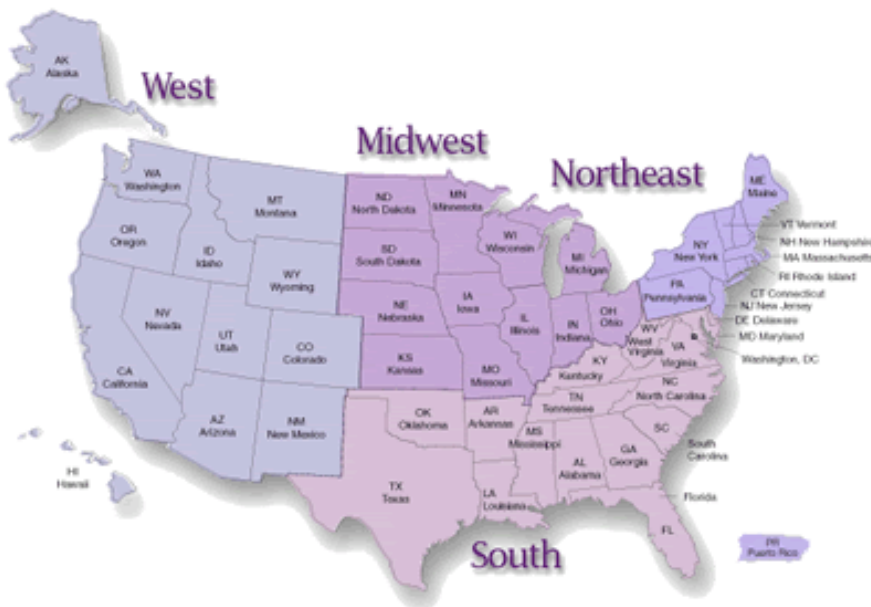 AK
Alaska
West
Midwest
Northeast
WA
Washington
MT
Montana
ND
North Dakota
MN
Minnesota
ME
Maine
VT Vermont
NH New Hampshire
MA Massachusetts
RI Rhode Island
CT Connecticut
NJ New Jersey
DE Delaware
MD Maryland
Washington, DC
OR
Oregon
ID
Idaho
WY
Wyoming
SD
South Dakota
WI
Wisconsin
MI
Michigan
NY
New York
PA
Pennsylvania
NV
Nevada
UT
Utah
CO
Colorado
NE
Nebraska
IA
Iowa
IL
Illinois
IN
Indiana
OH
Ohio
WV
West
Virginia
VA
Virginia
CA
California
KS
Kansas
MO
Missouri
KY
Kentucky
NC
North Carolina
TN
Tennessee
AZ
Arizona
NM
New Mexico
OK
Oklahoma
AR
Arkansas
MS
Mississippi
AL
Alabama
GA
Georgia
SC
South
Carolina
HI
Hawaii
TX
Texas
LA
Louisiana
Florida
FL
South
PR
Puerto Rico